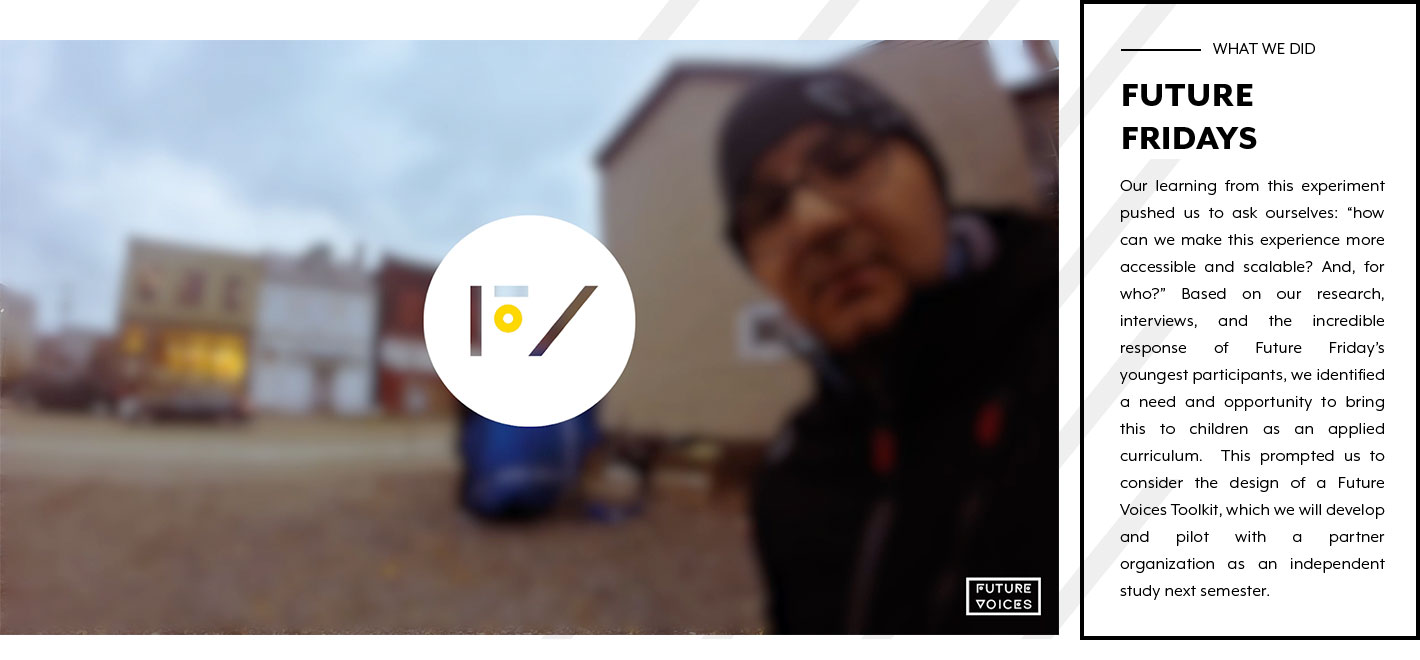 WHAT WE DID
FUTURE
FRIDAYS
Our learning from this experiment
pushed us to ask ourselves: “how
can we make this experience more
accessible and scalable? And, for
who?” Based on our research,
interviews, and the incredible
response of Future Friday’s
youngest participants, we identified
a need and opportunity to bring
this to children as an applied
curriculum.  This prompted us to
consider the design of a Future
Voices Toolkit, which we will develop
and pilot with a partner
organization as an independent
study next semester.
FUTURE
VOICES